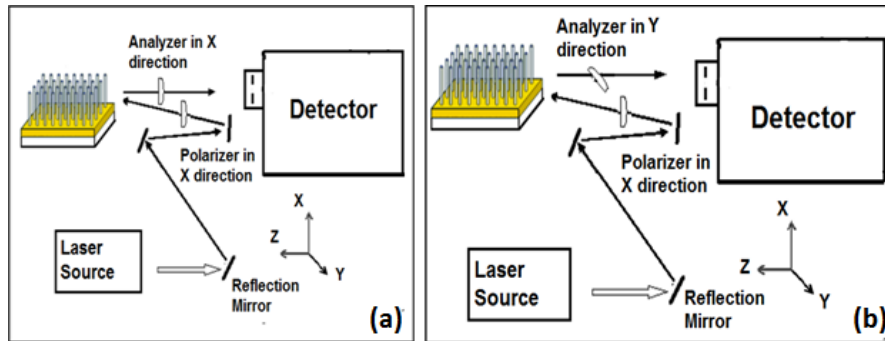 Analyzer in X
direction
Detector
Polarizer in
X direction
X
Z
Y
Laser
Source
Reflection
Mirror
(a)
Analyzer in Y
direction
Detector
Polarizer in
X direction
X
Z
Y
Laser
Source
Reflection
Mirror
(b)